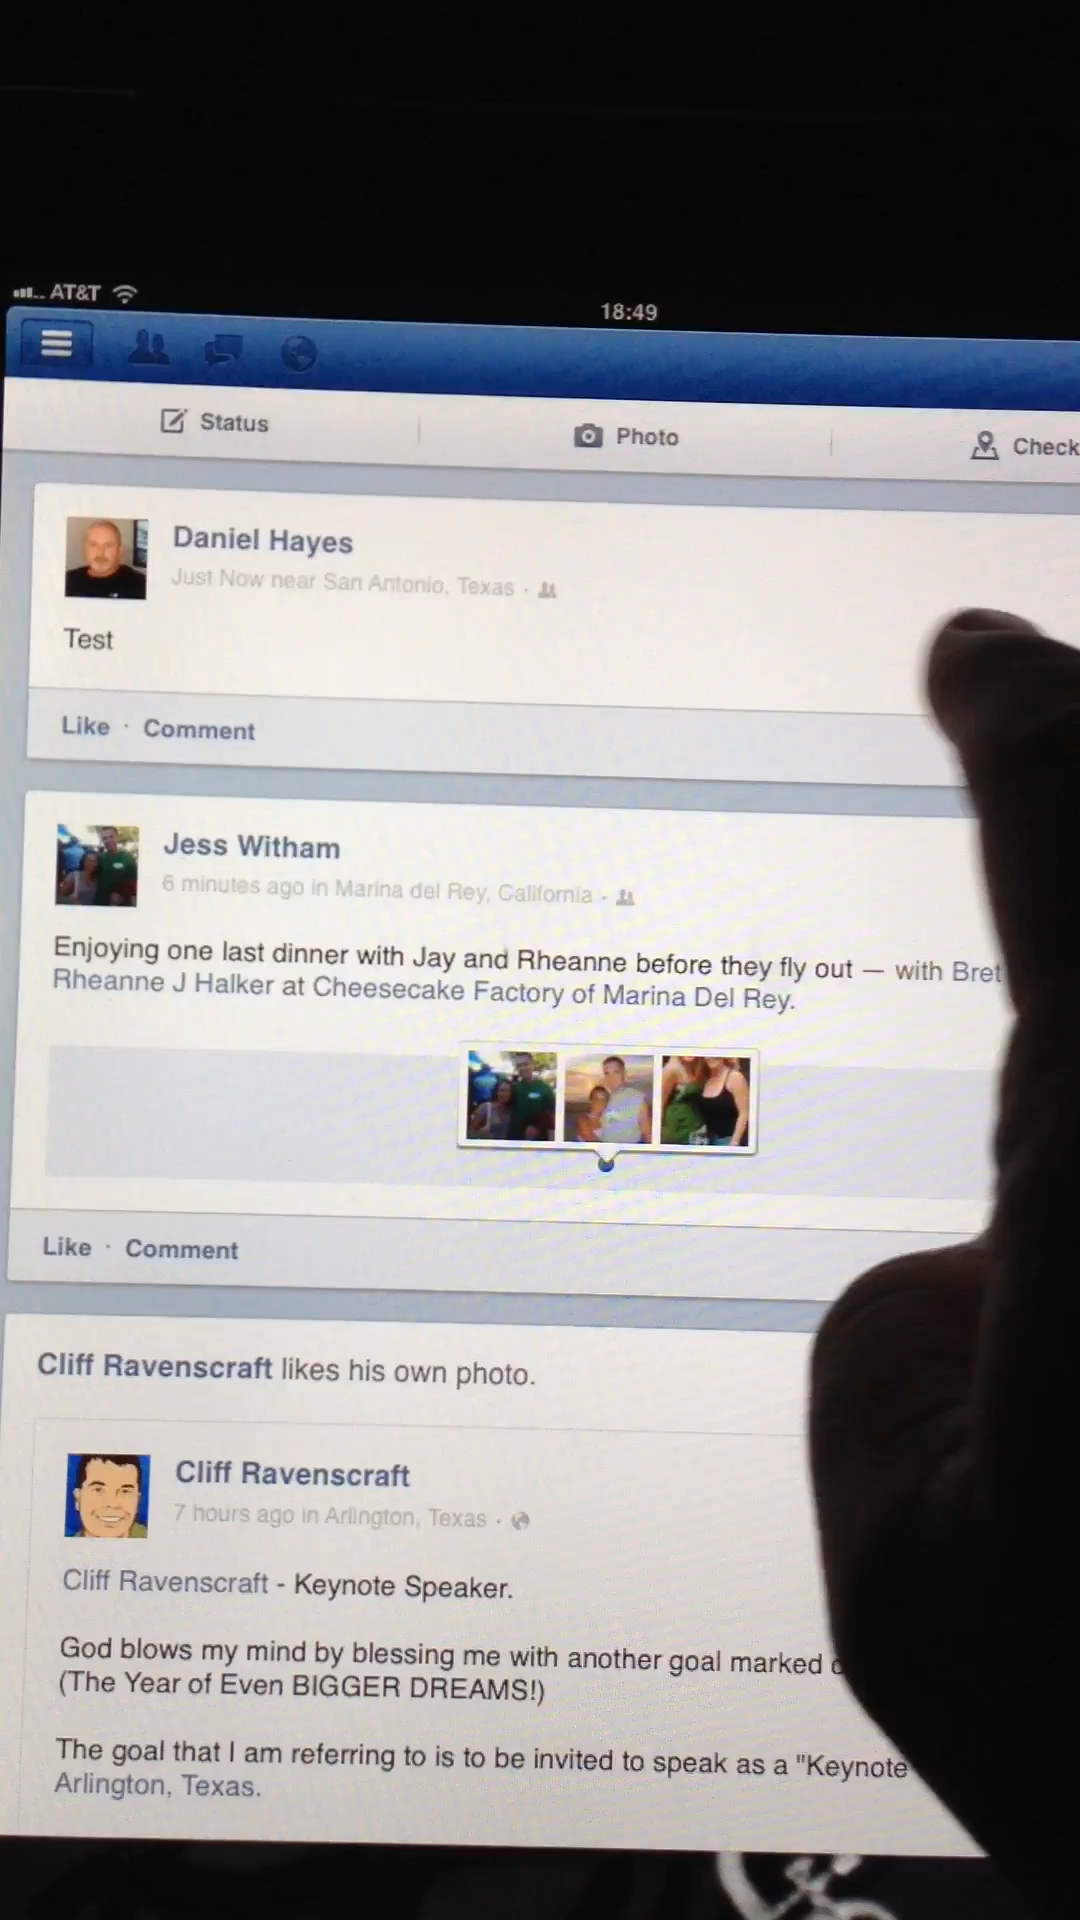 AT&T
18:49
Status
Photo
Check
Daniel Hayes
Just Now near San Antonio, Texas ·
Test
Like · Comment
Jess Witham
6 minutes ago in Marina del Rey, California ·
Enjoying one last dinner with Jay and Rheanne before they fly out — with Bret
Rheanne J Halker at Cheesecake Factory of Marina Del Rey.
Like · Comment
Cliff Ravenscraft likes his own photo.
Cliff Ravenscraft
7 hours ago in Arlington, Texas ·
Cliff Ravenscraft - Keynote Speaker.
God blows my mind by blessing me with another goal marked
(The Year of Even BIGGER DREAMS!)
The goal that I am referring to is to be invited to speak as a "Keynote
Arlington, Texas.